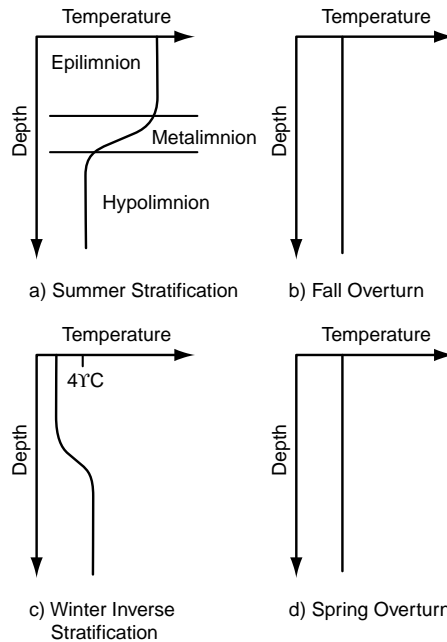 Temperature
Depth
Epilimnion
Metalimnion
Hypolimnion
a) Summer Stratification
Temperature
Depth
b) Fall Overturn
Temperature
4ϒC
Depth
c) Winter Inverse
Stratification
Temperature
Depth
d) Spring Overturn